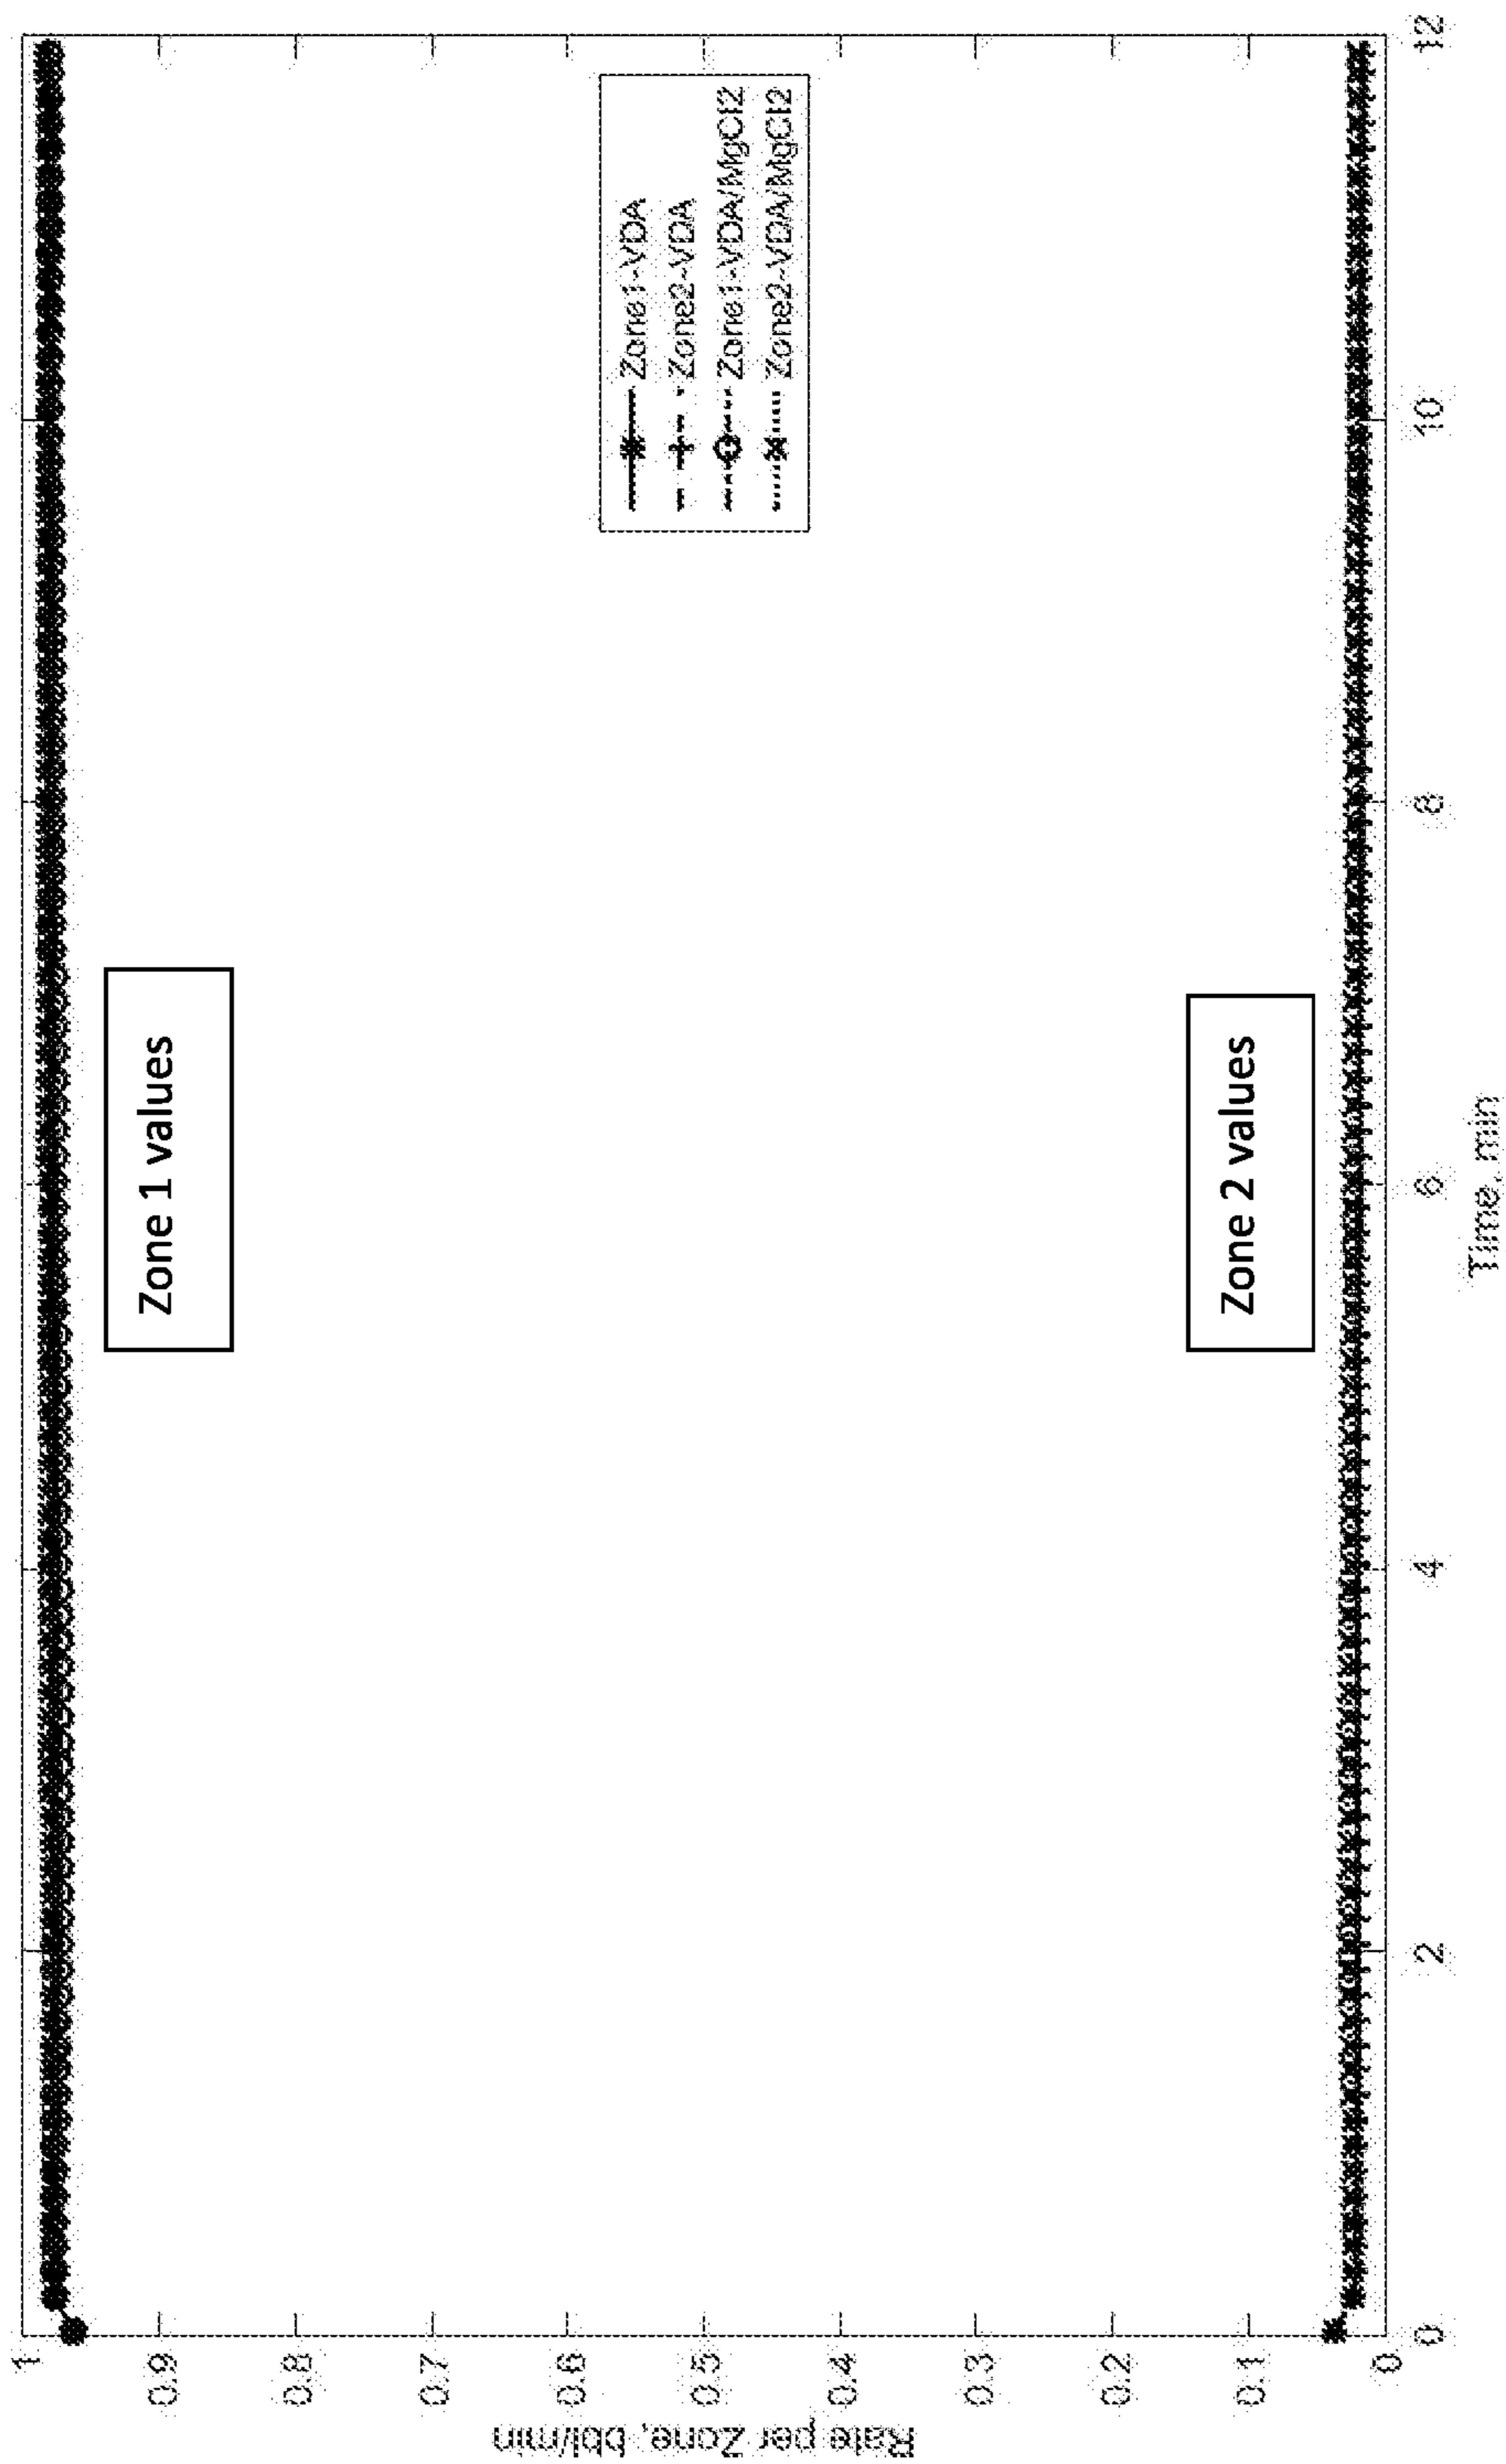 1
0.9
0.8
0.7
0.6
0.5
0.4
0.3
0.2
0.1
0
Rate per Zone, bbl/min
Zone 1 values
Zone1-VDA
Zone2-VDA
Zone1-VDA/MgCl2
Zone2-VDA/MgCl2
Zone 2 values
0
2
4
6
8
10
12
Time, min